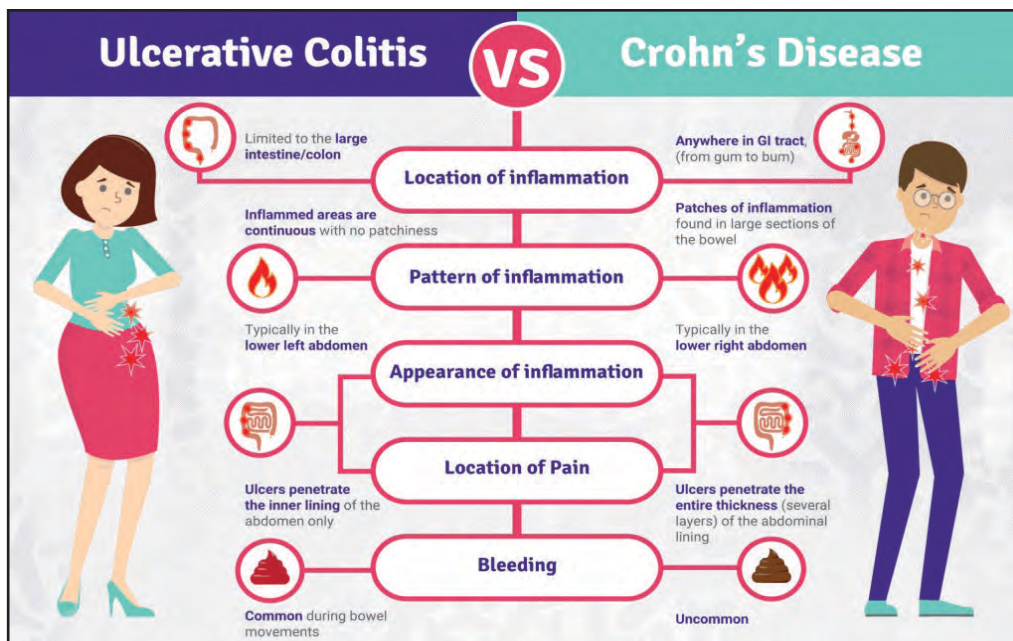 Ulcerative Colitis
VS
Crohn's Disease
Limited to the large
intestine/colon
Anywhere in GI tract,
(from gum to bum)
Location of inflammation
Inflammed areas are
continuous with no patchiness
Patches of inflammation
found in large sections of
the bowel
Pattern of inflammation
Typically in the
lower left abdomen
Typically in the
lower right abdomen
Appearance of inflammation
Location of Pain
Ulcers penetrate
the inner lining of the
abdomen only
Ulcers penetrate the
entire thickness (several
layers) of the abdominal
lining
Bleeding
Common during bowel
movements
Uncommon